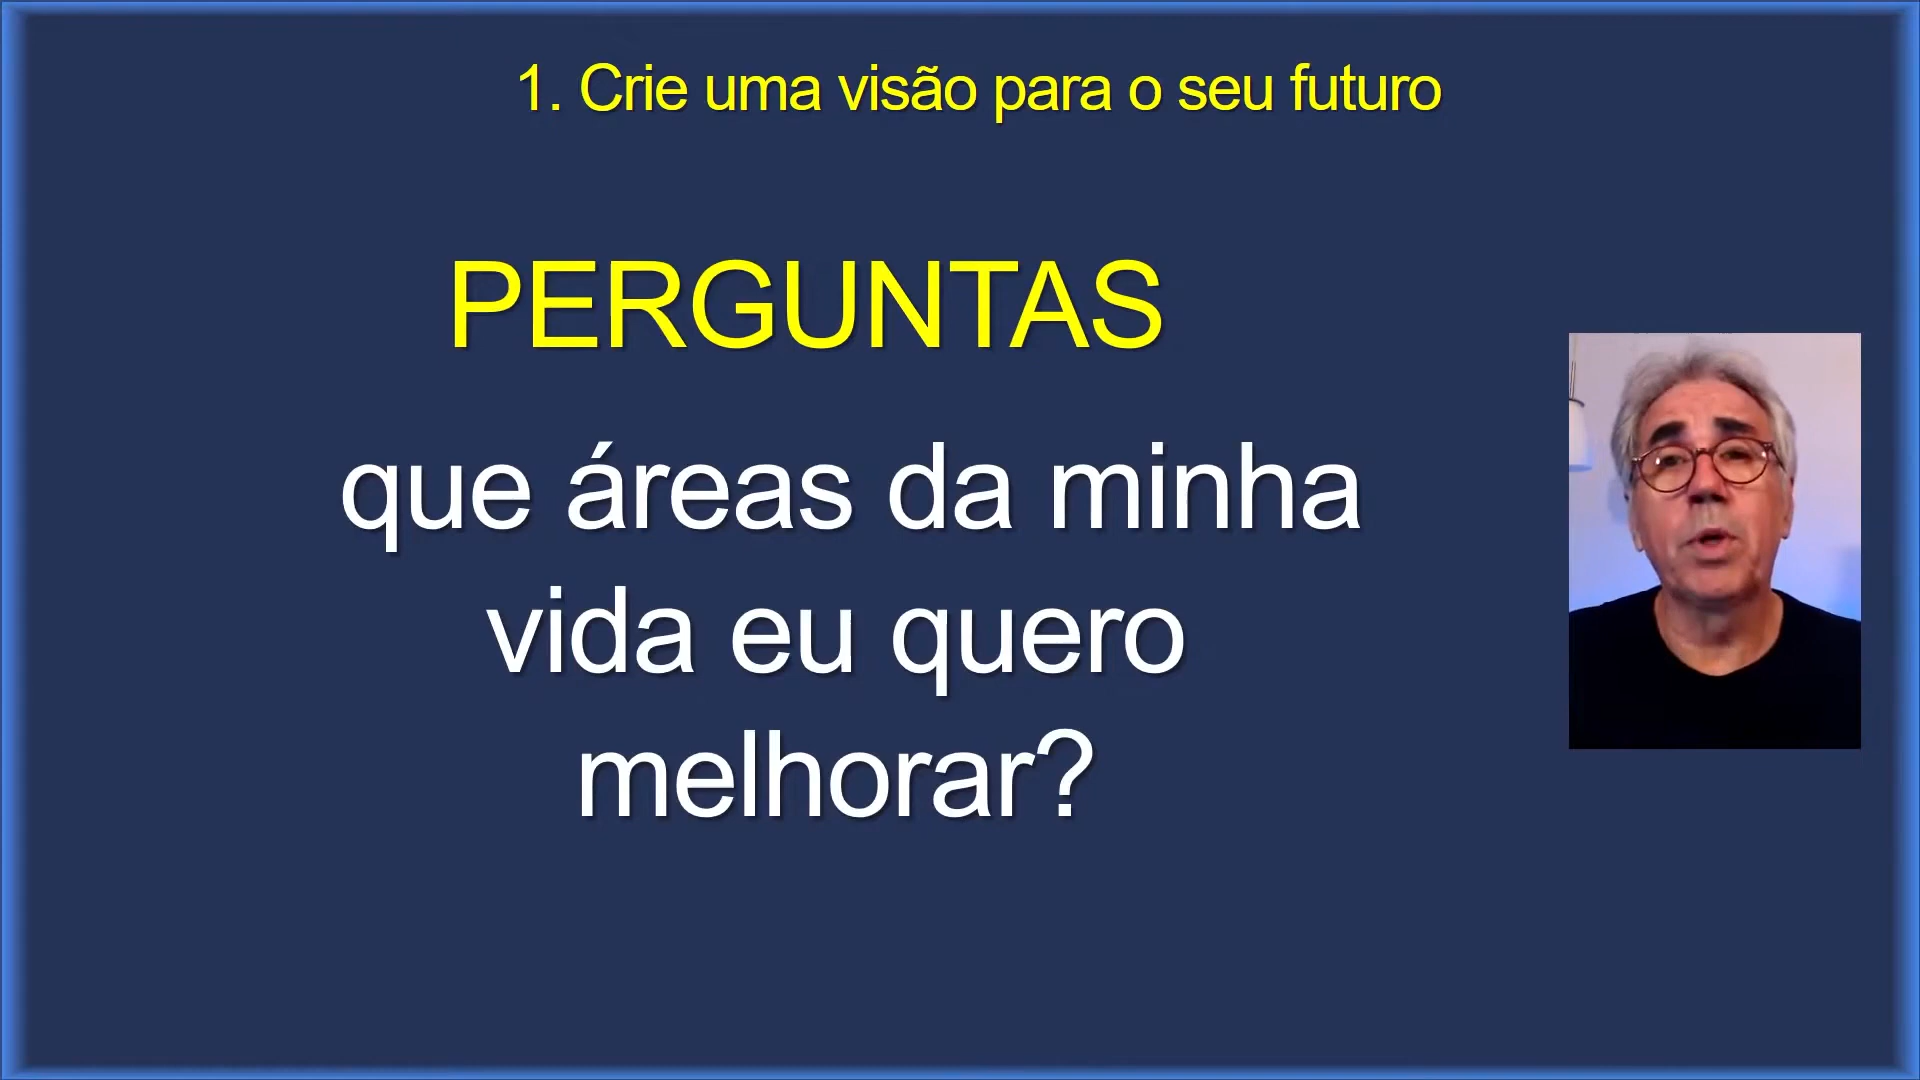 1. Crie uma visão para o seu futuro
PERGUNTAS
que áreas da minha
vida eu quero
melhorar?